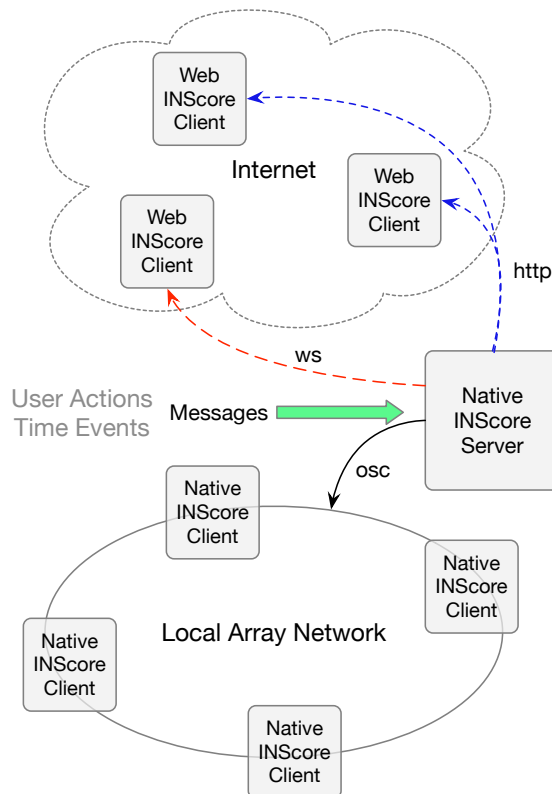 Web
INScore
Client
Internet
Web
INScore
Client
Web
INScore
Client
http
ws
Native
INScore
Server
User Actions
Time Events
Messages
osc
Native
INScore
Client
Native
INScore
Client
Native
INScore
Client
Local Array Network
Native
INScore
Client